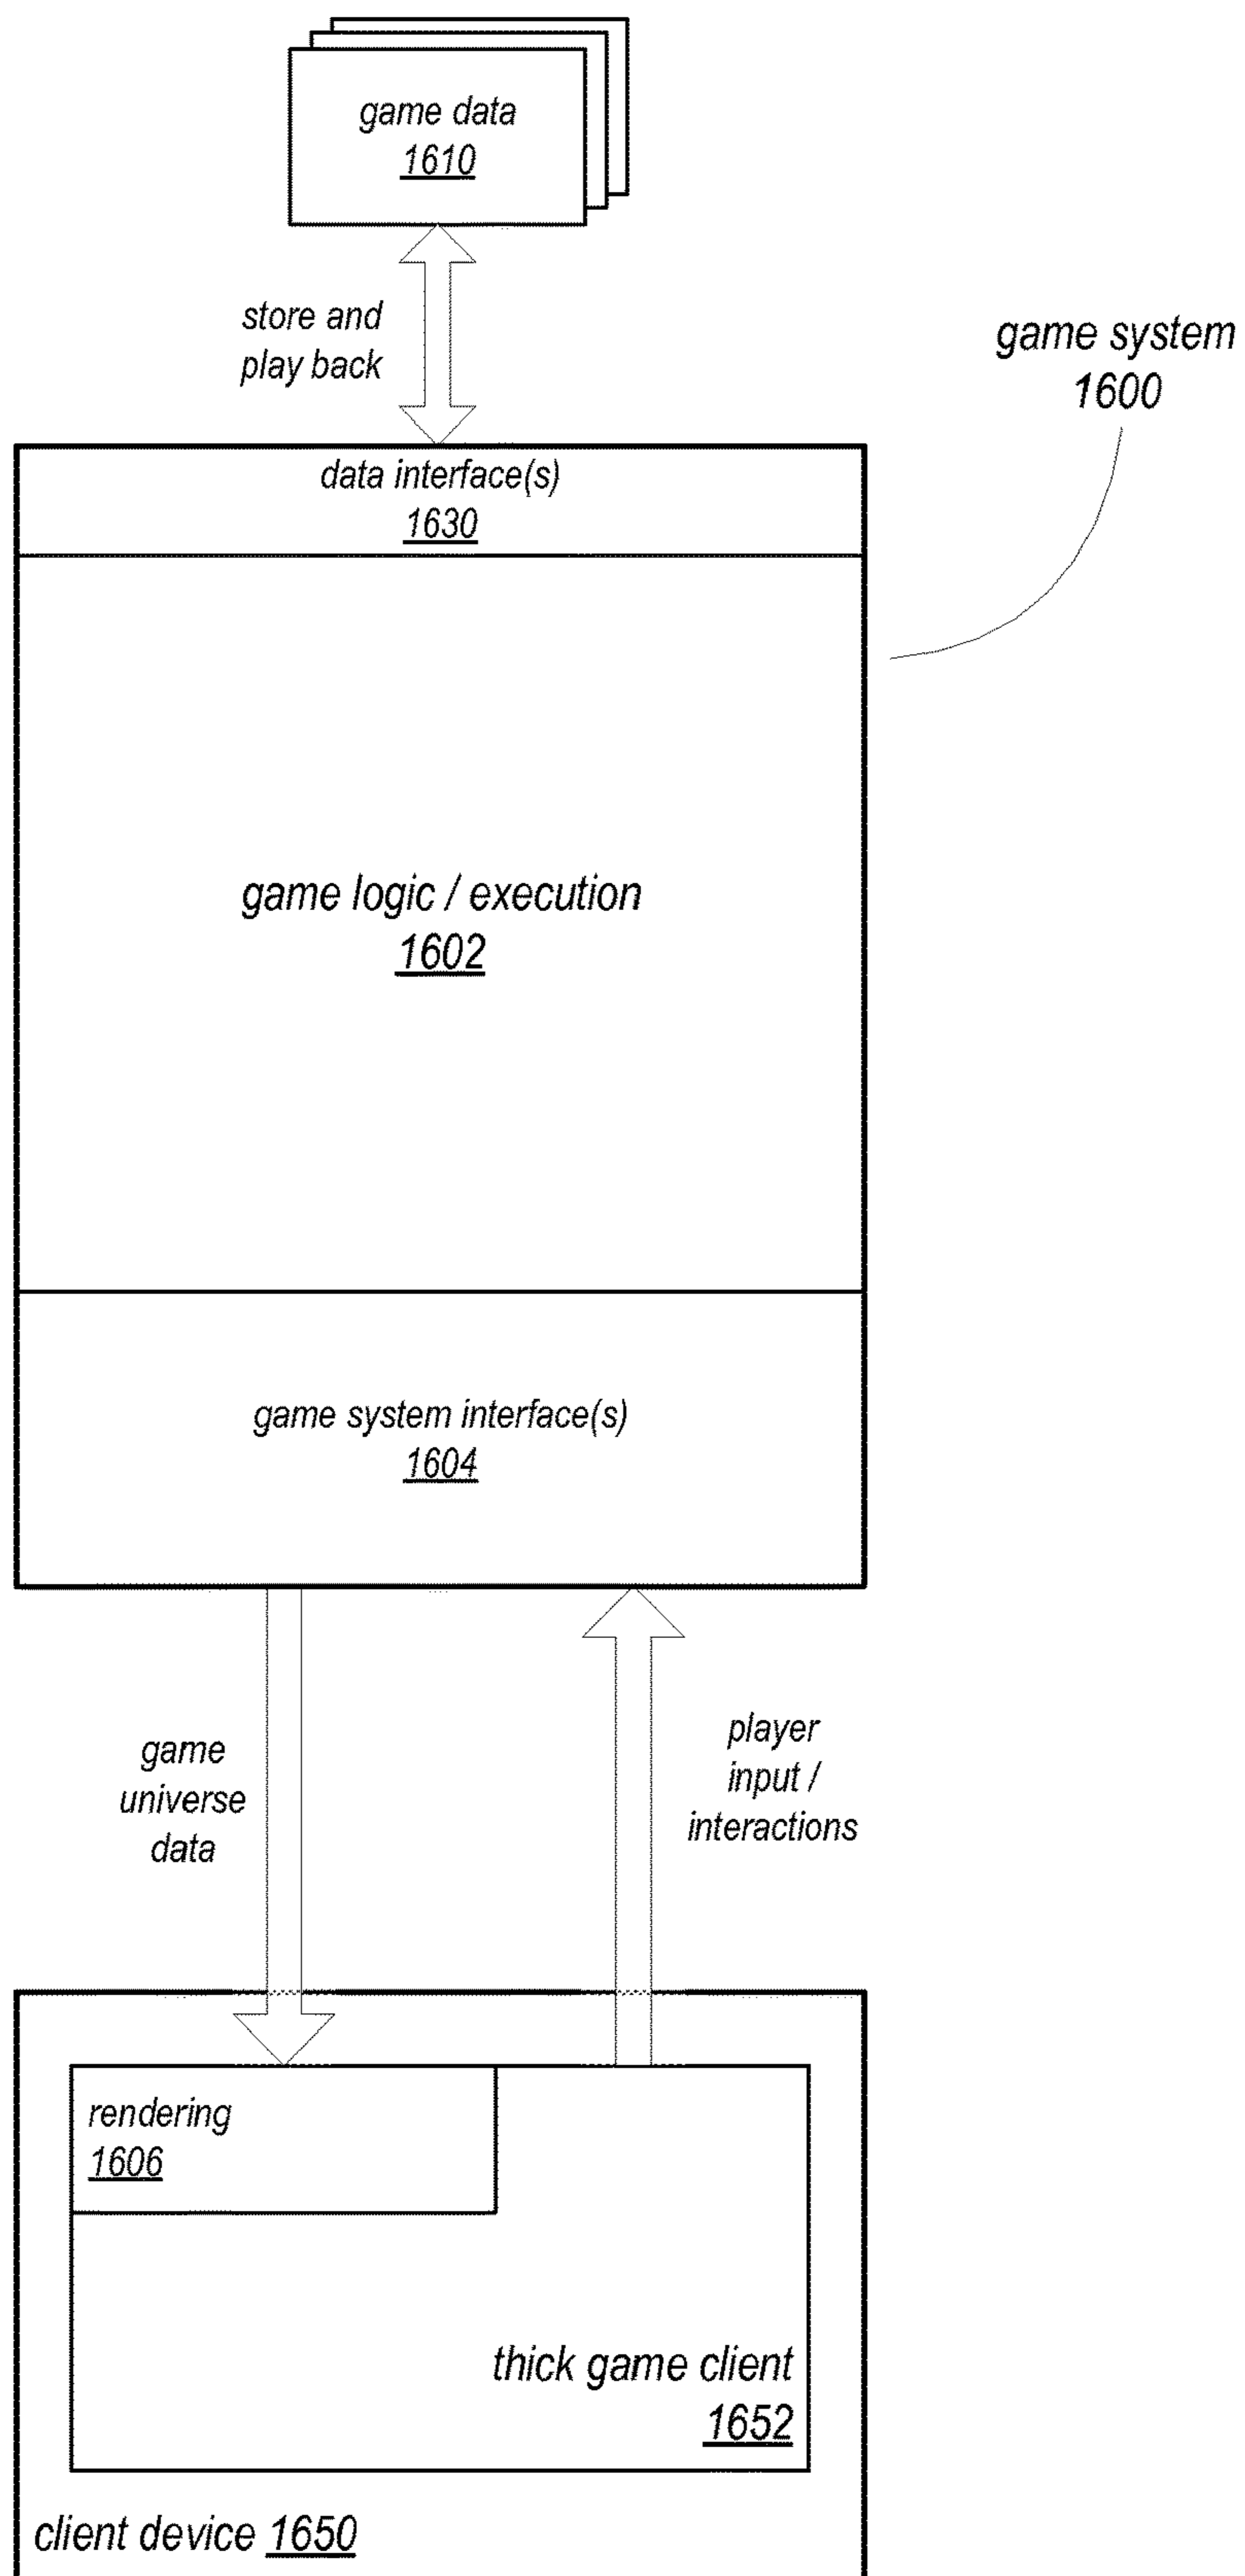 game data
1610
store and
play back
game system
1600
data interface(s)
1630
game logic / execution
1602
game system interface(s)
1604
game
universe
data
player
input /
interactions
rendering
1606
thick game client
1652
client device 1650